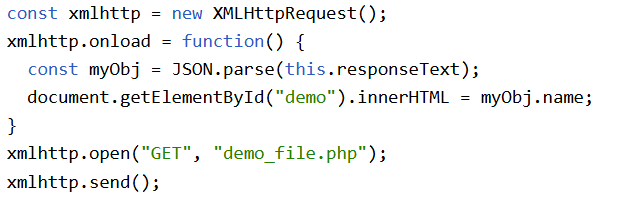 const xmlhttp = new XMLHttpRequest();
xmlhttp.onload = function() {
  const myObj = JSON.parse(this.responseText);
  document.getElementById("demo").innerHTML = myObj.name;
}
xmlhttp.open("GET", "demo_file.php");
xmlhttp.send();